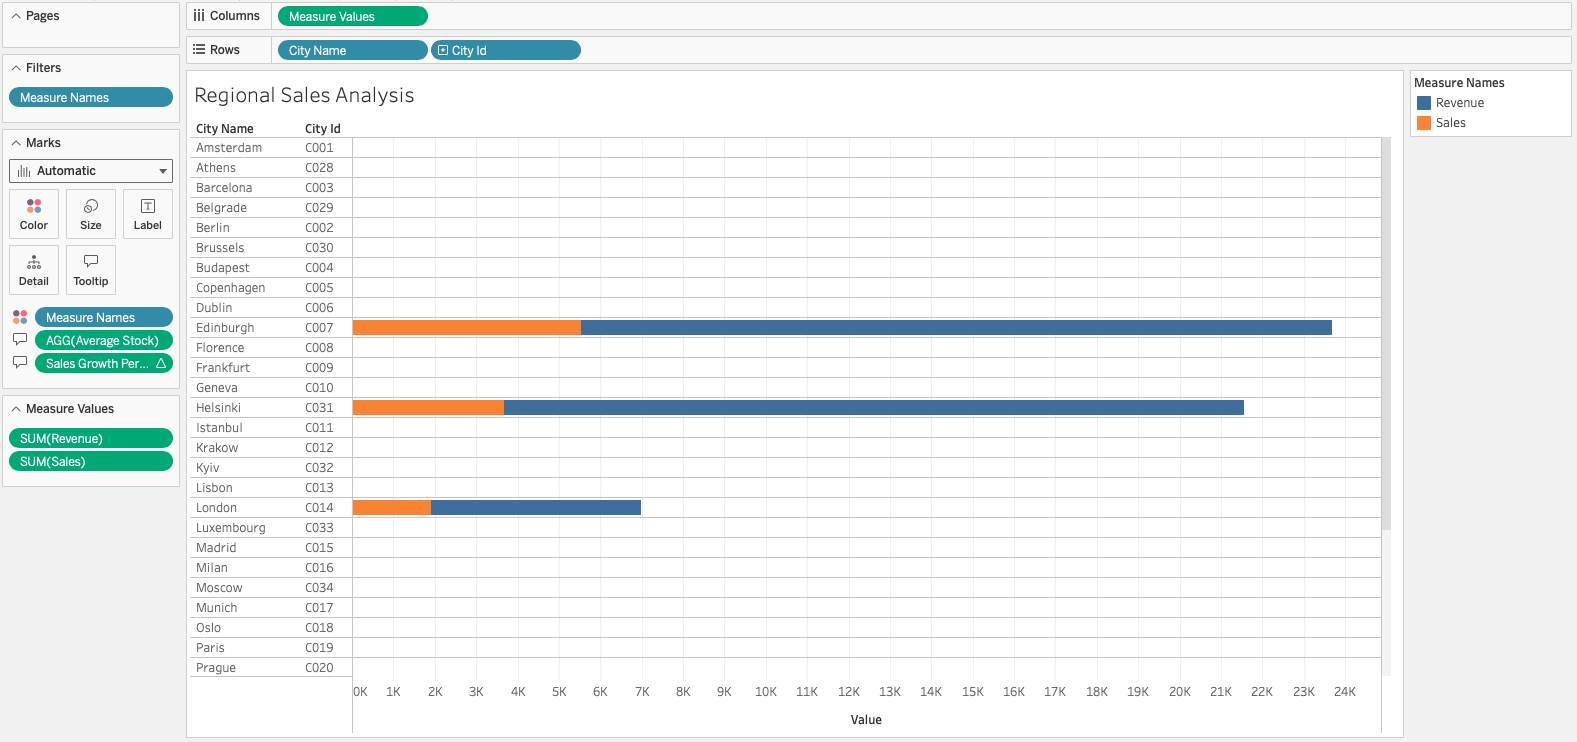 Pages
Filters
Measure Names
Marks
Automatic
Color Size Label
Detail Tooltip
Measure Names
AGG(Average Stock)
Sales Growth Per...
Measure Values
SUM(Revenue)
SUM(Sales)
Columns Measure Values
Rows City Name City Id
Regional Sales Analysis
City Name City Id
Amsterdam C001
Athens C028
Barcelona C003
Belgrade C029
Berlin C002
Brussels C030
Budapest C004
Copenhagen C005
Dublin C006
Edinburgh C007
Florence C008
Frankfurt C009
Geneva C010
Helsinki C031
Istanbul C011
Krakow C012
Kyiv C032
Lisbon C013
London C014
Luxembourg C033
Madrid C015
Milan C016
Moscow C034
Munich C017
Oslo C018
Paris C019
Prague C020
0K 1K 2K 3K 4K 5K 6K 7K 8K 9K 10K 11K 12K 13K 14K 15K 16K 17K 18K 19K 20K 21K 22K 23K 24K
Value
Measure Names
Revenue
Sales